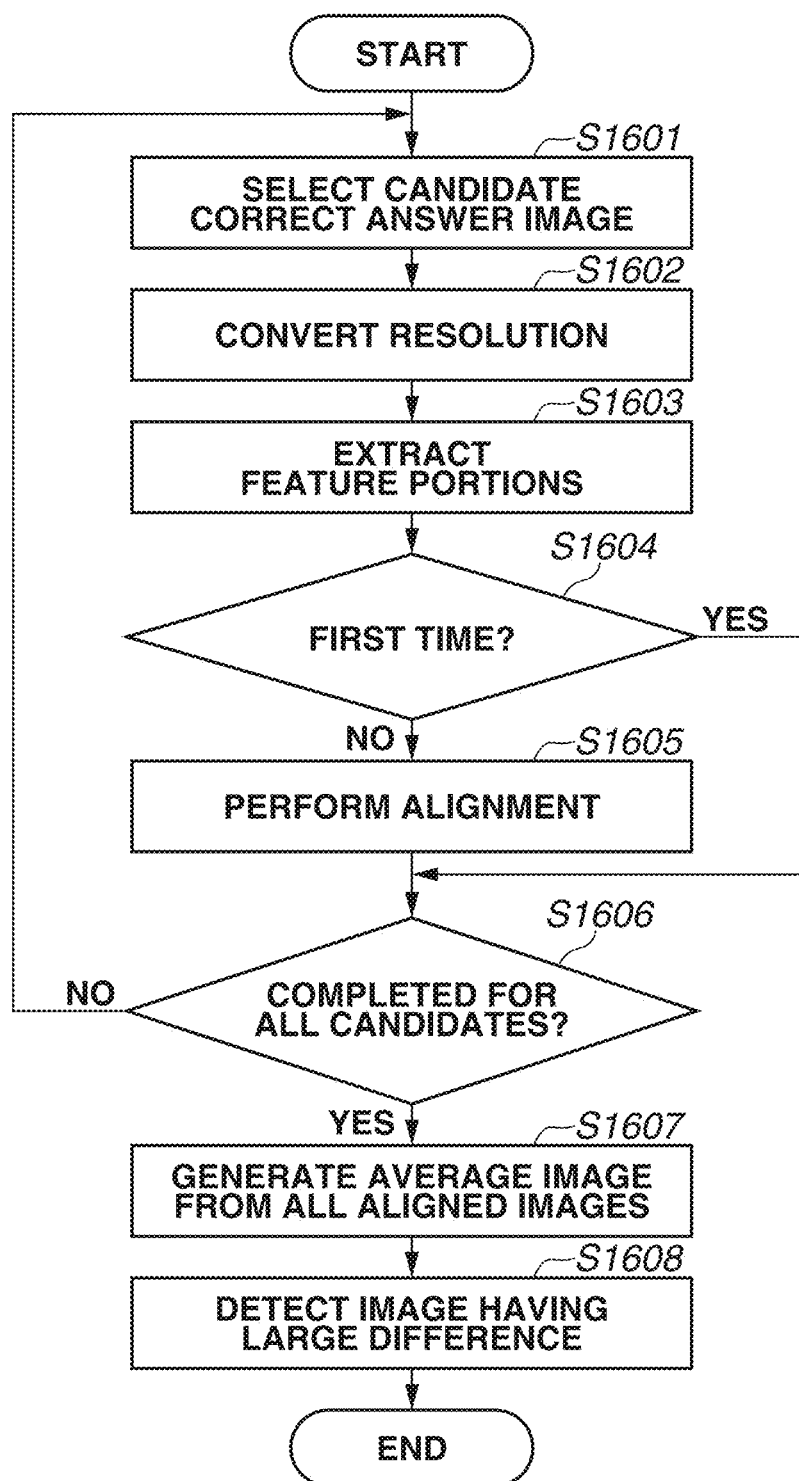 START
S1601
SELECT CANDIDATE
CORRECT ANSWER IMAGE
S1602
CONVERT RESOLUTION
S1603
EXTRACT
FEATURE PORTIONS
S1604
FIRST TIME?
YES
NO
S1605
PERFORM ALIGNMENT
S1606
NO
COMPLETED FOR
ALL CANDIDATES?
YES
S1607
GENERATE AVERAGE IMAGE
FROM ALL ALIGNED IMAGES
S1608
DETECT IMAGE HAVING
LARGE DIFFERENCE
END